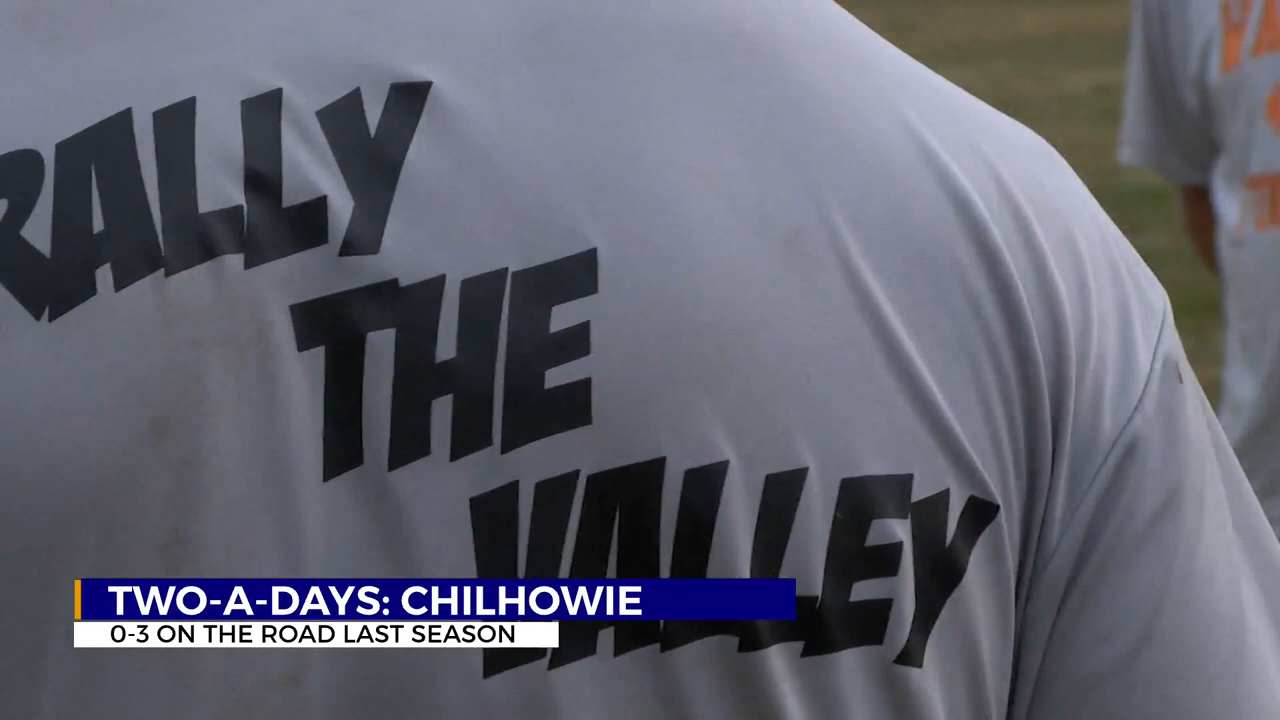 RALLY
THE
VALLEY
TWO-A-DAYS: CHILHOWIE
0-3 ON THE ROAD LAST SEASON